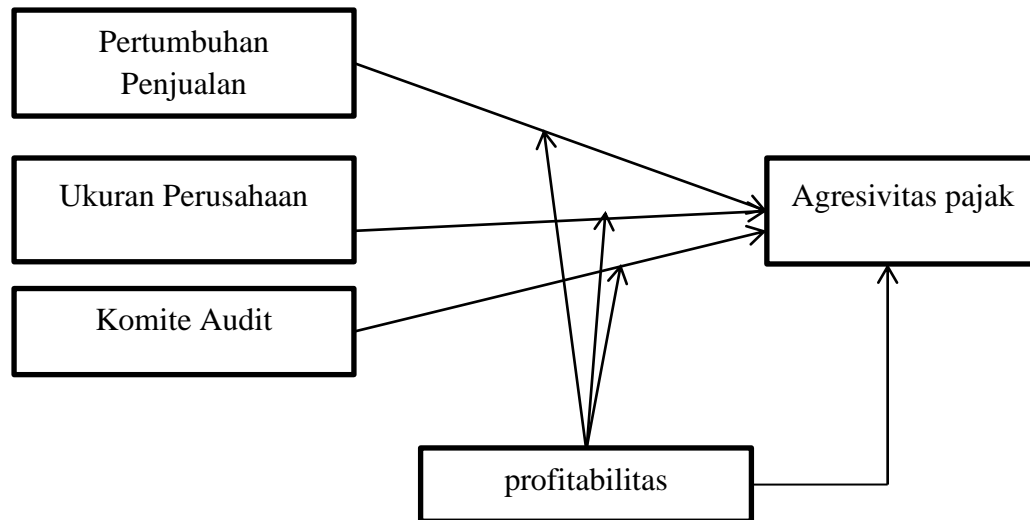 Pertumbuhan
Penjualan
Ukuran Perusahaan
Agresivitas pajak
Komite Audit
profitabilitas